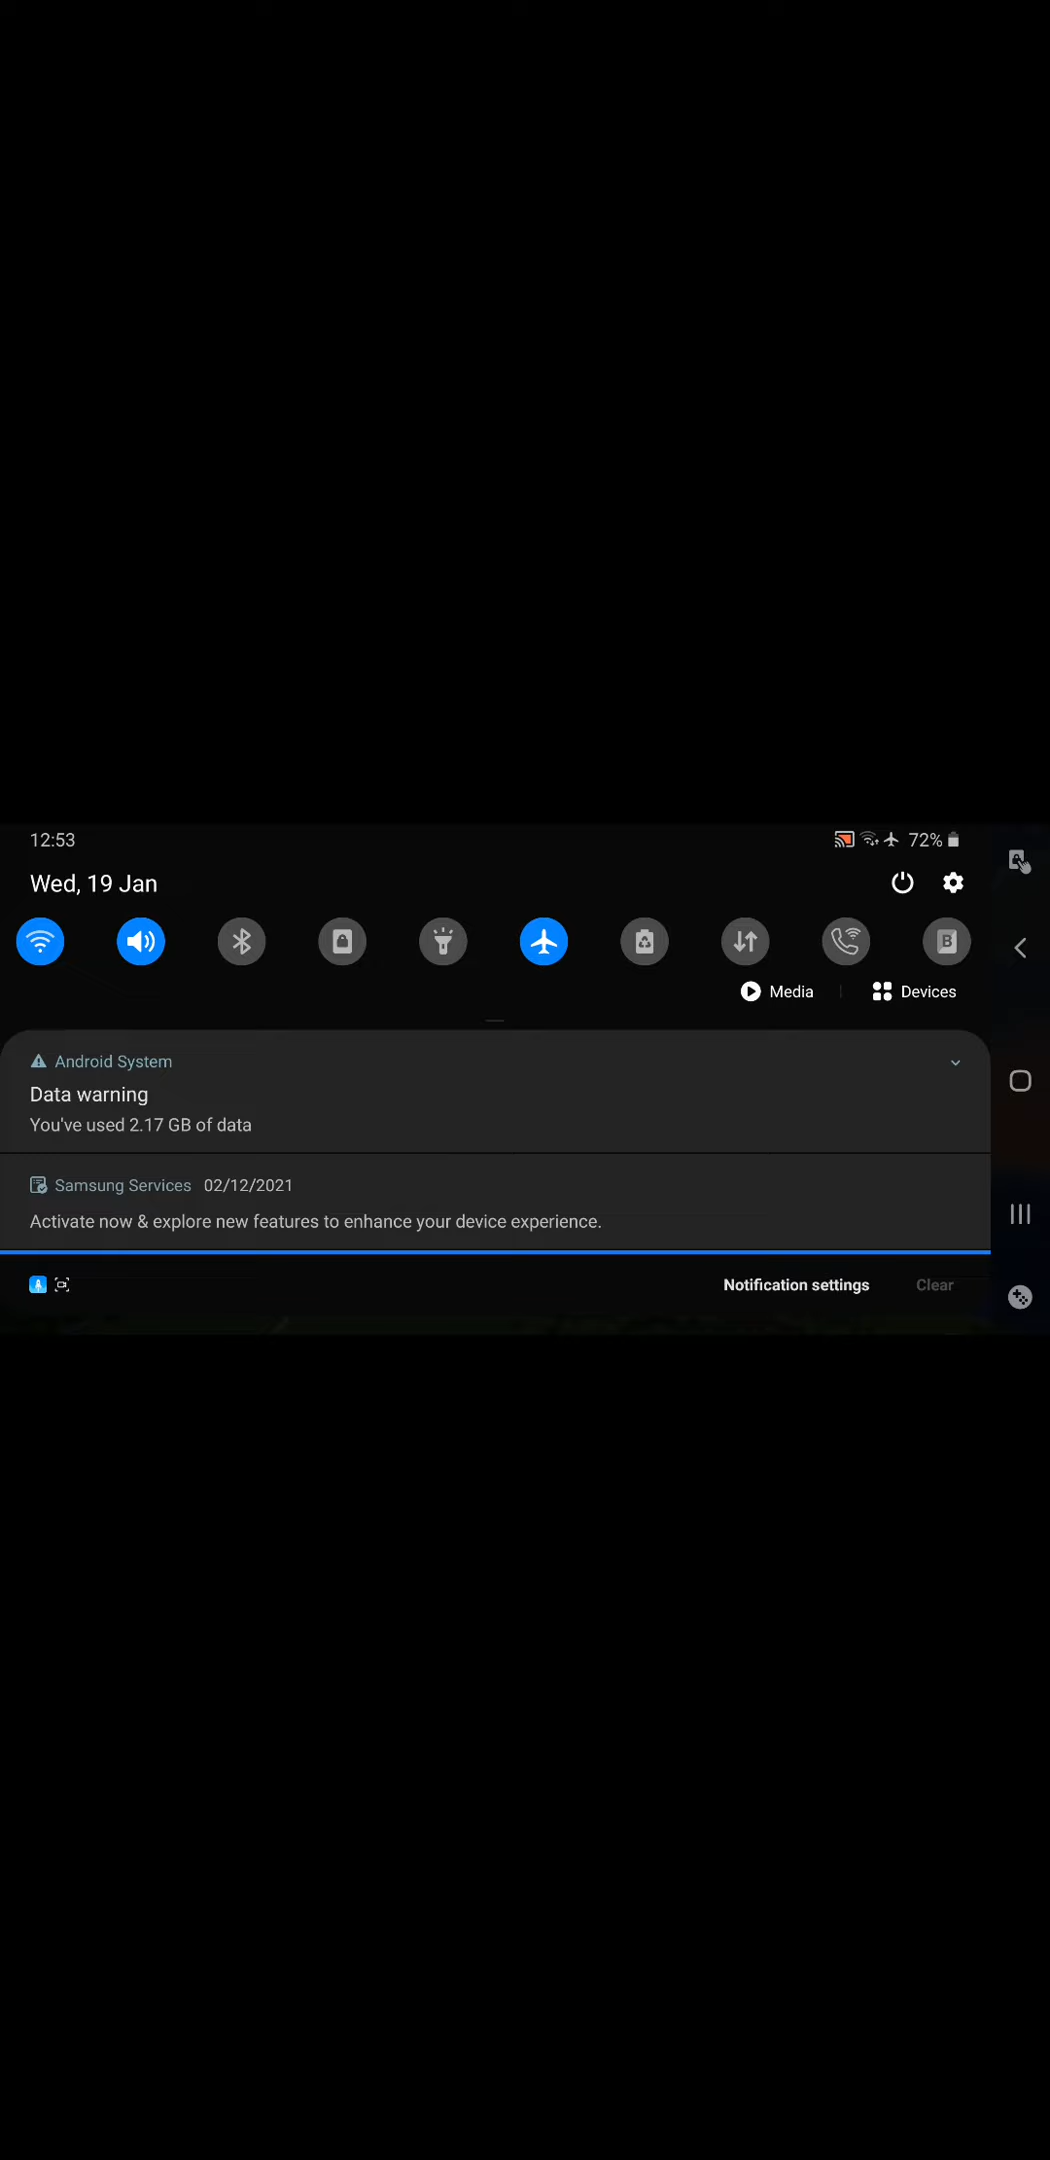 12:53
72%
Wed, 19 Jan
B
Media
Devices
Android System
Data warning
You've used 2.17 GB of data
Samsung Services 02/12/2021
Activate now & explore new features to enhance your device experience.
Notification settings
Clear